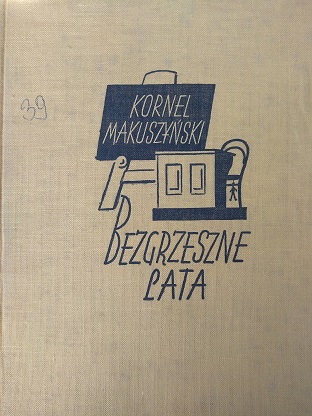 39
KORNEL
MAKUSZYŃSKI
BEZGRZESZNE
LATA